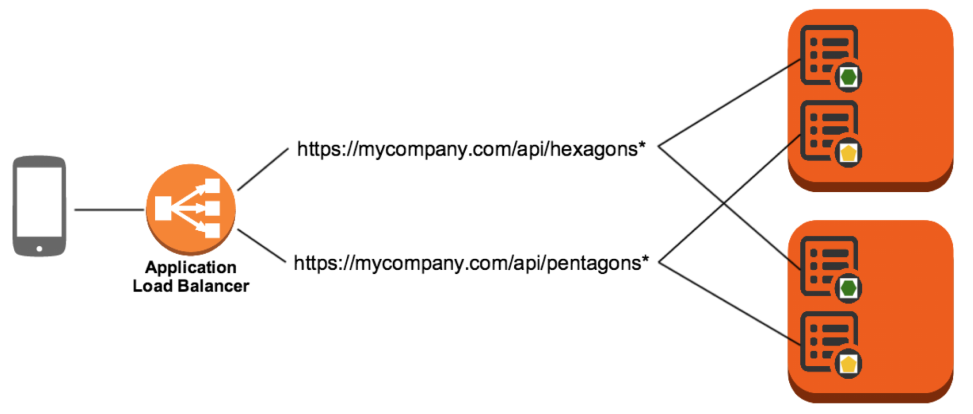 https://mycompany.com/api/hexagons*
Application
Load Balancer
https://mycompany.com/api/pentagons*